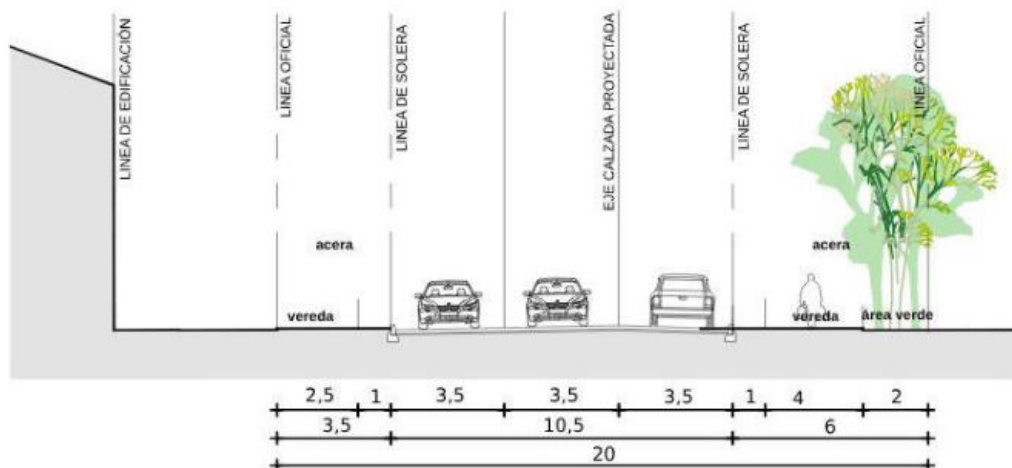 LINEA DE EDIFICACIÓN
LINEA OFICIAL
LINEA DE SOLERA
EJE CALZADA PROYECTADA
LINEA DE SOLERA
LINEA OFICIAL
acera
acera
vereda
vereda
área verde
2,5
1
3,5
3,5
3,5
1
4
2
3,5
10,5
6
20